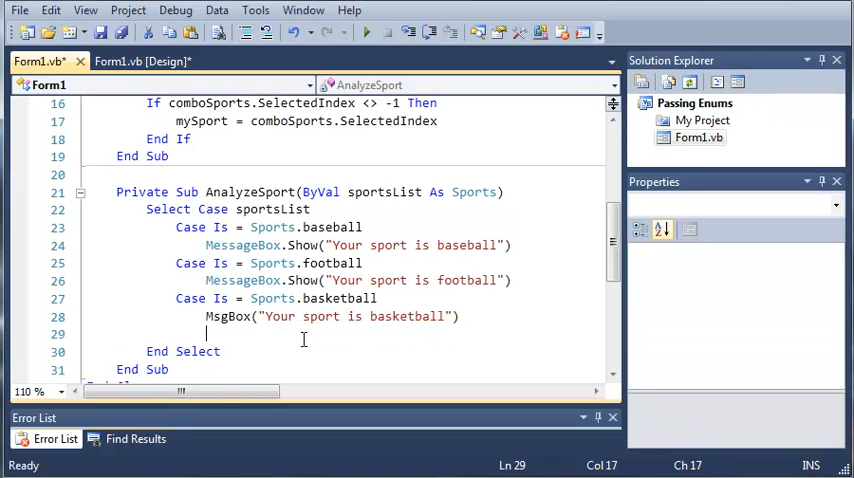 File Edit View Project Debug Data Tools Window Help
Form1.vb* Form1.vb [Design]*
Form1 AnalyzeSport
16 If comboSports.SelectedIndex <> -1 Then
17 mySport = comboSports.SelectedIndex
18 End If
19 End Sub
20
21 Private Sub AnalyzeSport(ByVal sportsList As Sports)
22 Select Case sportsList
23 Case Is = Sports.baseball
24 MessageBox.Show("Your sport is baseball")
25 Case Is = Sports.football
26 MessageBox.Show("Your sport is football")
27 Case Is = Sports.basketball
28 MsgBox("Your sport is basketball")
29
30 End Select
31 End Sub
110 %
Solution Explorer
Passing Enums
My Project
Form1.vb
Properties
Error List
Error List Find Results
Ready Ln 29 Col 17 Ch 17 INS